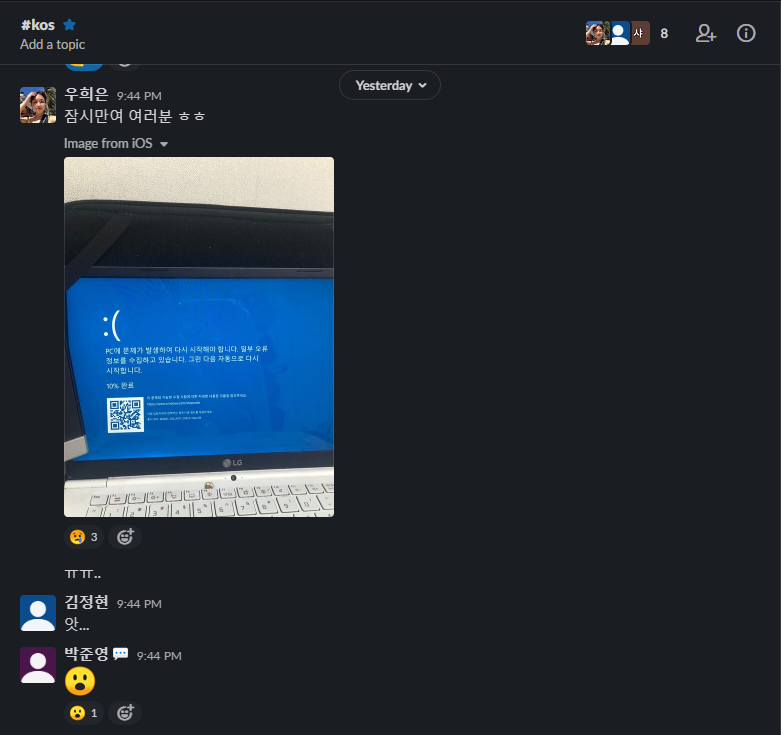 #kos
Add a topic
샤
8
Yesterday
우희은 9:44 PM
잠시만여 여러분 ㅎㅎ
Image from iOS
:(
PC에 문제가 발생하여 다시 시작해야 합니다. 일부 오류
정보를 수집하고 있습니다. 그런 다음 자동으로 다시
시작합니다.
10% 완료
LG
3
ㅠㅠ..
김정현 9:44 PM
앗...
박준영 9:44 PM
1